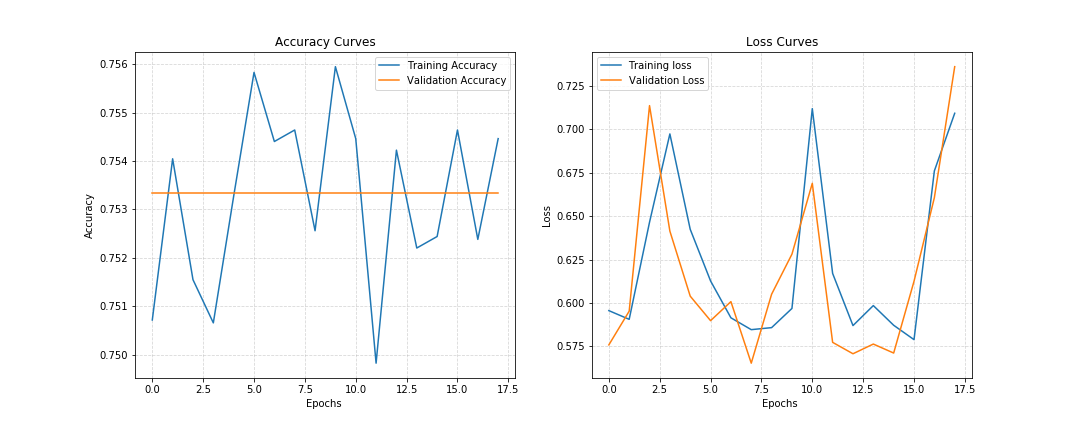 Accuracy Curves
Training Accuracy
Validation Accuracy
0.756
0.755
0.754
0.753
0.752
0.751
0.750
Accuracy
0.0 2.5 5.0 7.5 10.0 12.5 15.0 17.5
Epochs
Loss Curves
Training loss
Validation Loss
0.725
0.700
0.675
0.650
0.625
0.600
0.575
Loss
0.0 2.5 5.0 7.5 10.0 12.5 15.0 17.5
Epochs